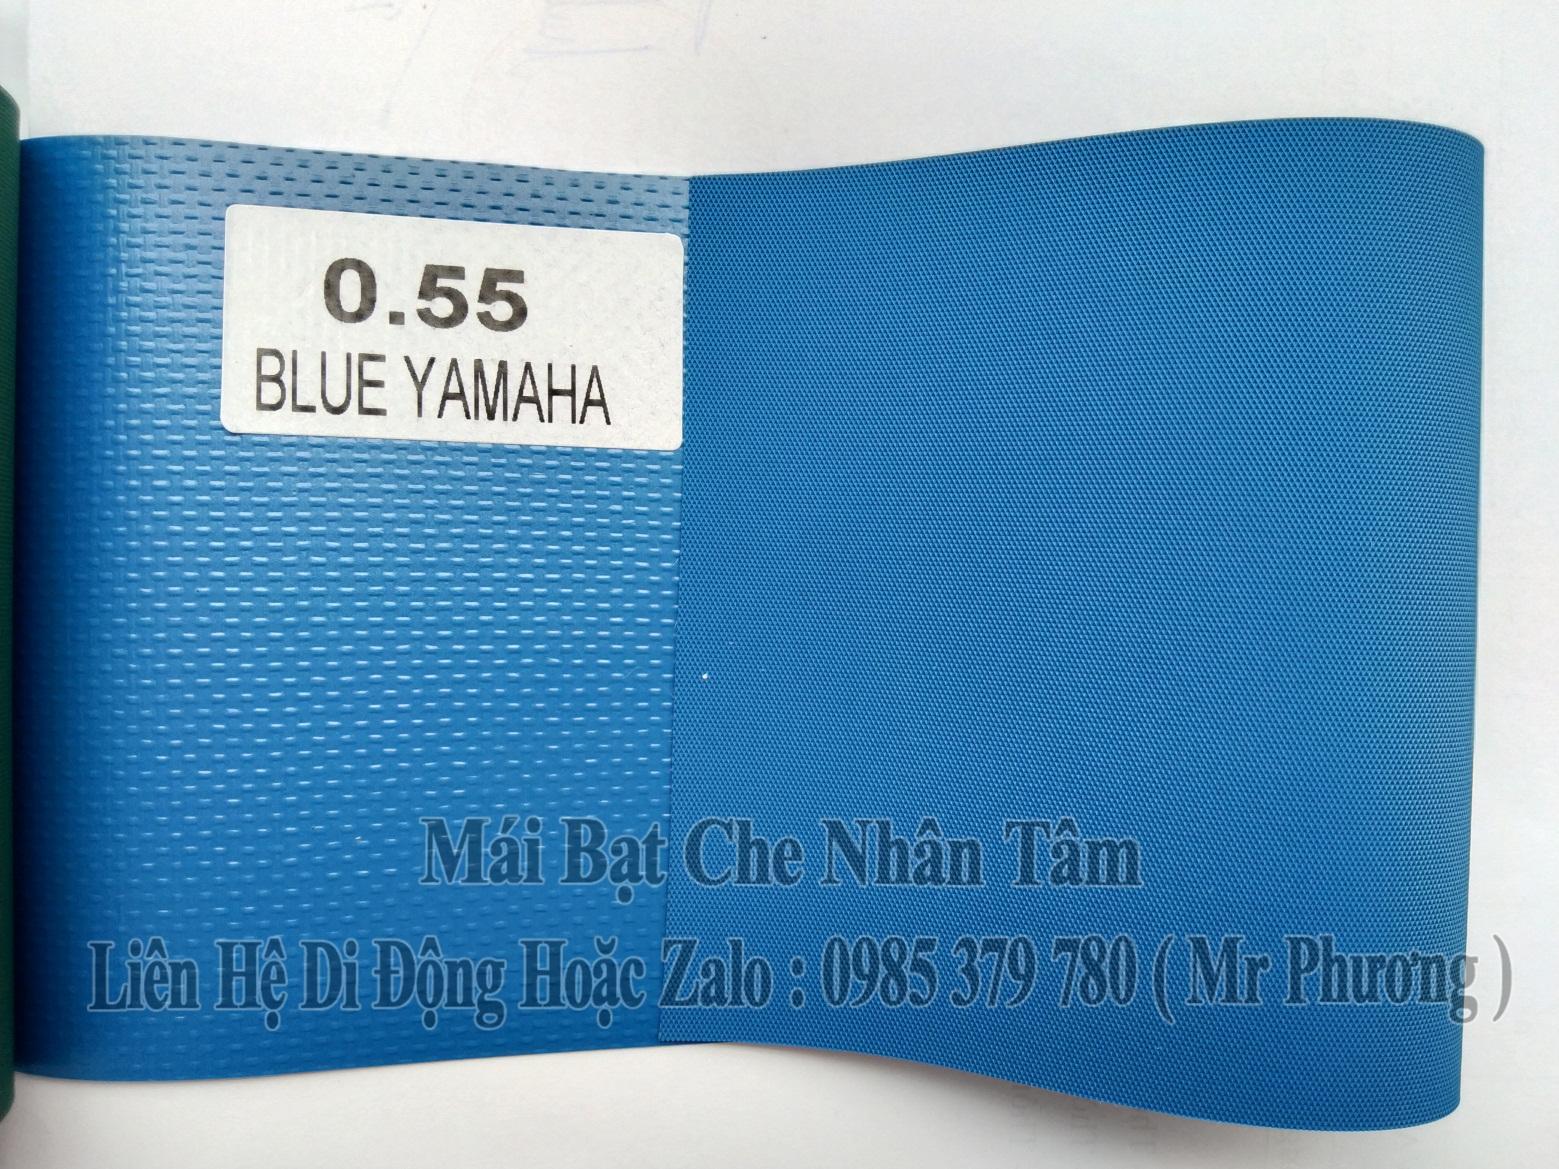 0.55
BLUE YAMAHA
Mái Bạt Che Nhân Tâm
Liên Hệ Di Động Hoặc Zalo : 0985 379 780 ( Mr Phương )